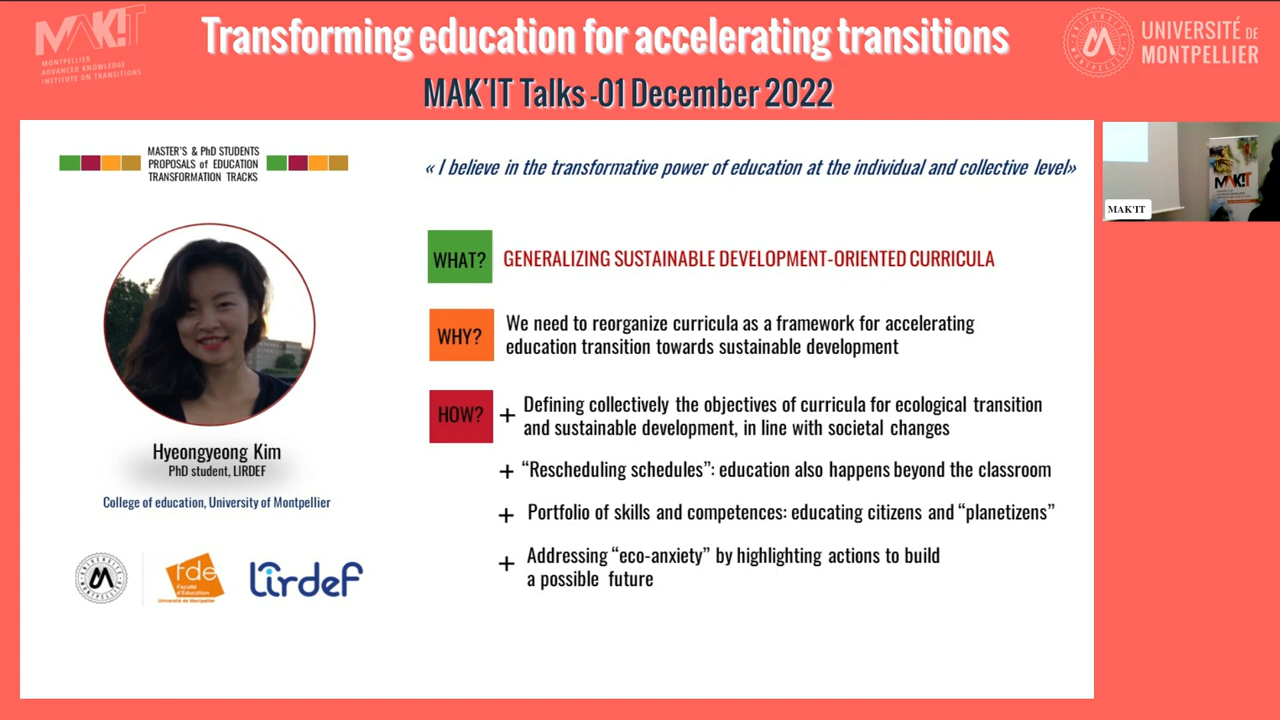 MAK!T
MONTPELLIER
ADVANCED KNOWLEDGE
INSTITUTE ON TRANSITIONS
Transforming education for accelerating transitions
MAK'IT Talks -01 December 2022
UNIVERSITÉ DE
MONTPELLIER
MASTER'S & PhD STUDENTS
PROPOSALS of EDUCATION
TRANSFORMATION TRACKS
« I believe in the transformative power of education at the individual and collective level»
WHAT? GENERALIZING SUSTAINABLE DEVELOPMENT-ORIENTED CURRICULA
WHY? We need to reorganize curricula as a framework for accelerating
education transition towards sustainable development
HOW? + Defining collectively the objectives of curricula for ecological transition
and sustainable development, in line with societal changes
+ “Rescheduling schedules”: education also happens beyond the classroom
+ Portfolio of skills and competences: educating citizens and “planetizens”
+ Addressing “eco-anxiety” by highlighting actions to build
a possible future
Hyeongyeong Kim
PhD student, LIRDEF
College of education, University of Montpellier
fde
Faculté
d'Éducation
Université de Montpellier
Lirdef
MAK!T
MAK'IT